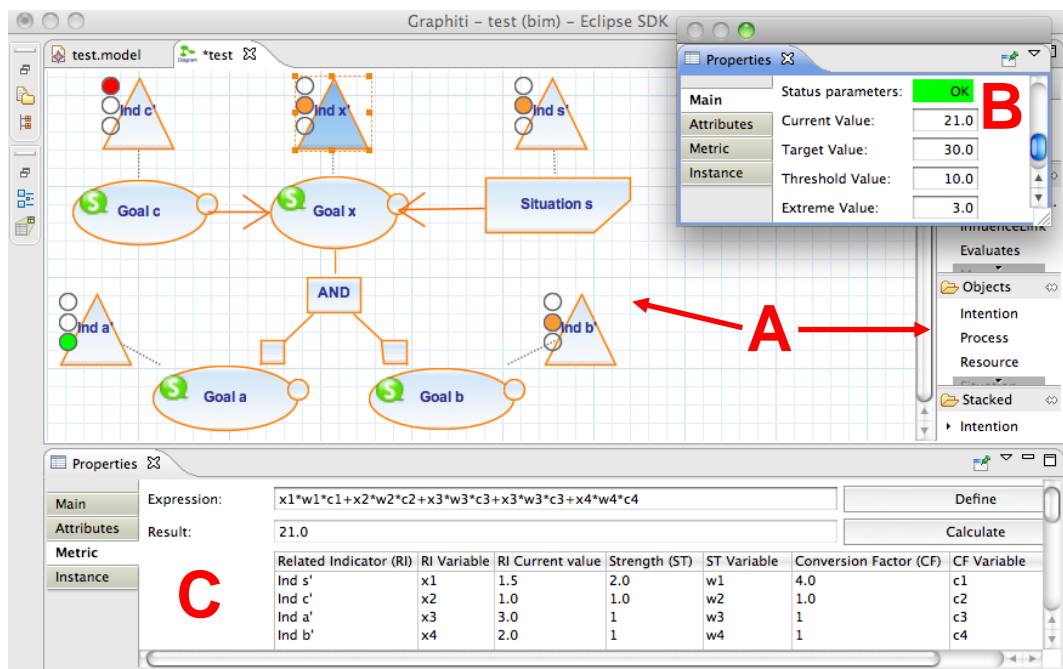 Graphiti – test (bim) – Eclipse SDK
test.model
Diagram
*test
Ind c'
Ind x'
Ind s'
Goal c
Goal x
Situation s
AND
Ind a'
Ind b'
Goal a
Goal b
A
Properties
Main
Attributes
Metric
Instance
Status parameters: OK
Current Value: 21.0
Target Value: 30.0
Threshold Value: 10.0
Extreme Value: 3.0
B
InfluenceLink
Evaluates
Objects
Intention
Process
Resource
Situation
Stacked
Intention
Properties
Main
Attributes
Metric
Instance
C
Expression: x1*w1*c1+x2*w2*c2+x3*w3*c3+x3*w3*c3+x4*w4*c4 Define
Result: 21.0 Calculate
Related Indicator (RI) RI Variable RI Current value Strength (ST) ST Variable Conversion Factor (CF) CF Variable
Ind s' x1 1.5 2.0 w1 4.0 c1
Ind c' x2 1.0 1.0 w2 1.0 c2
Ind a' x3 3.0 1 w3 1 c3
Ind b' x4 2.0 1 w4 1 c4